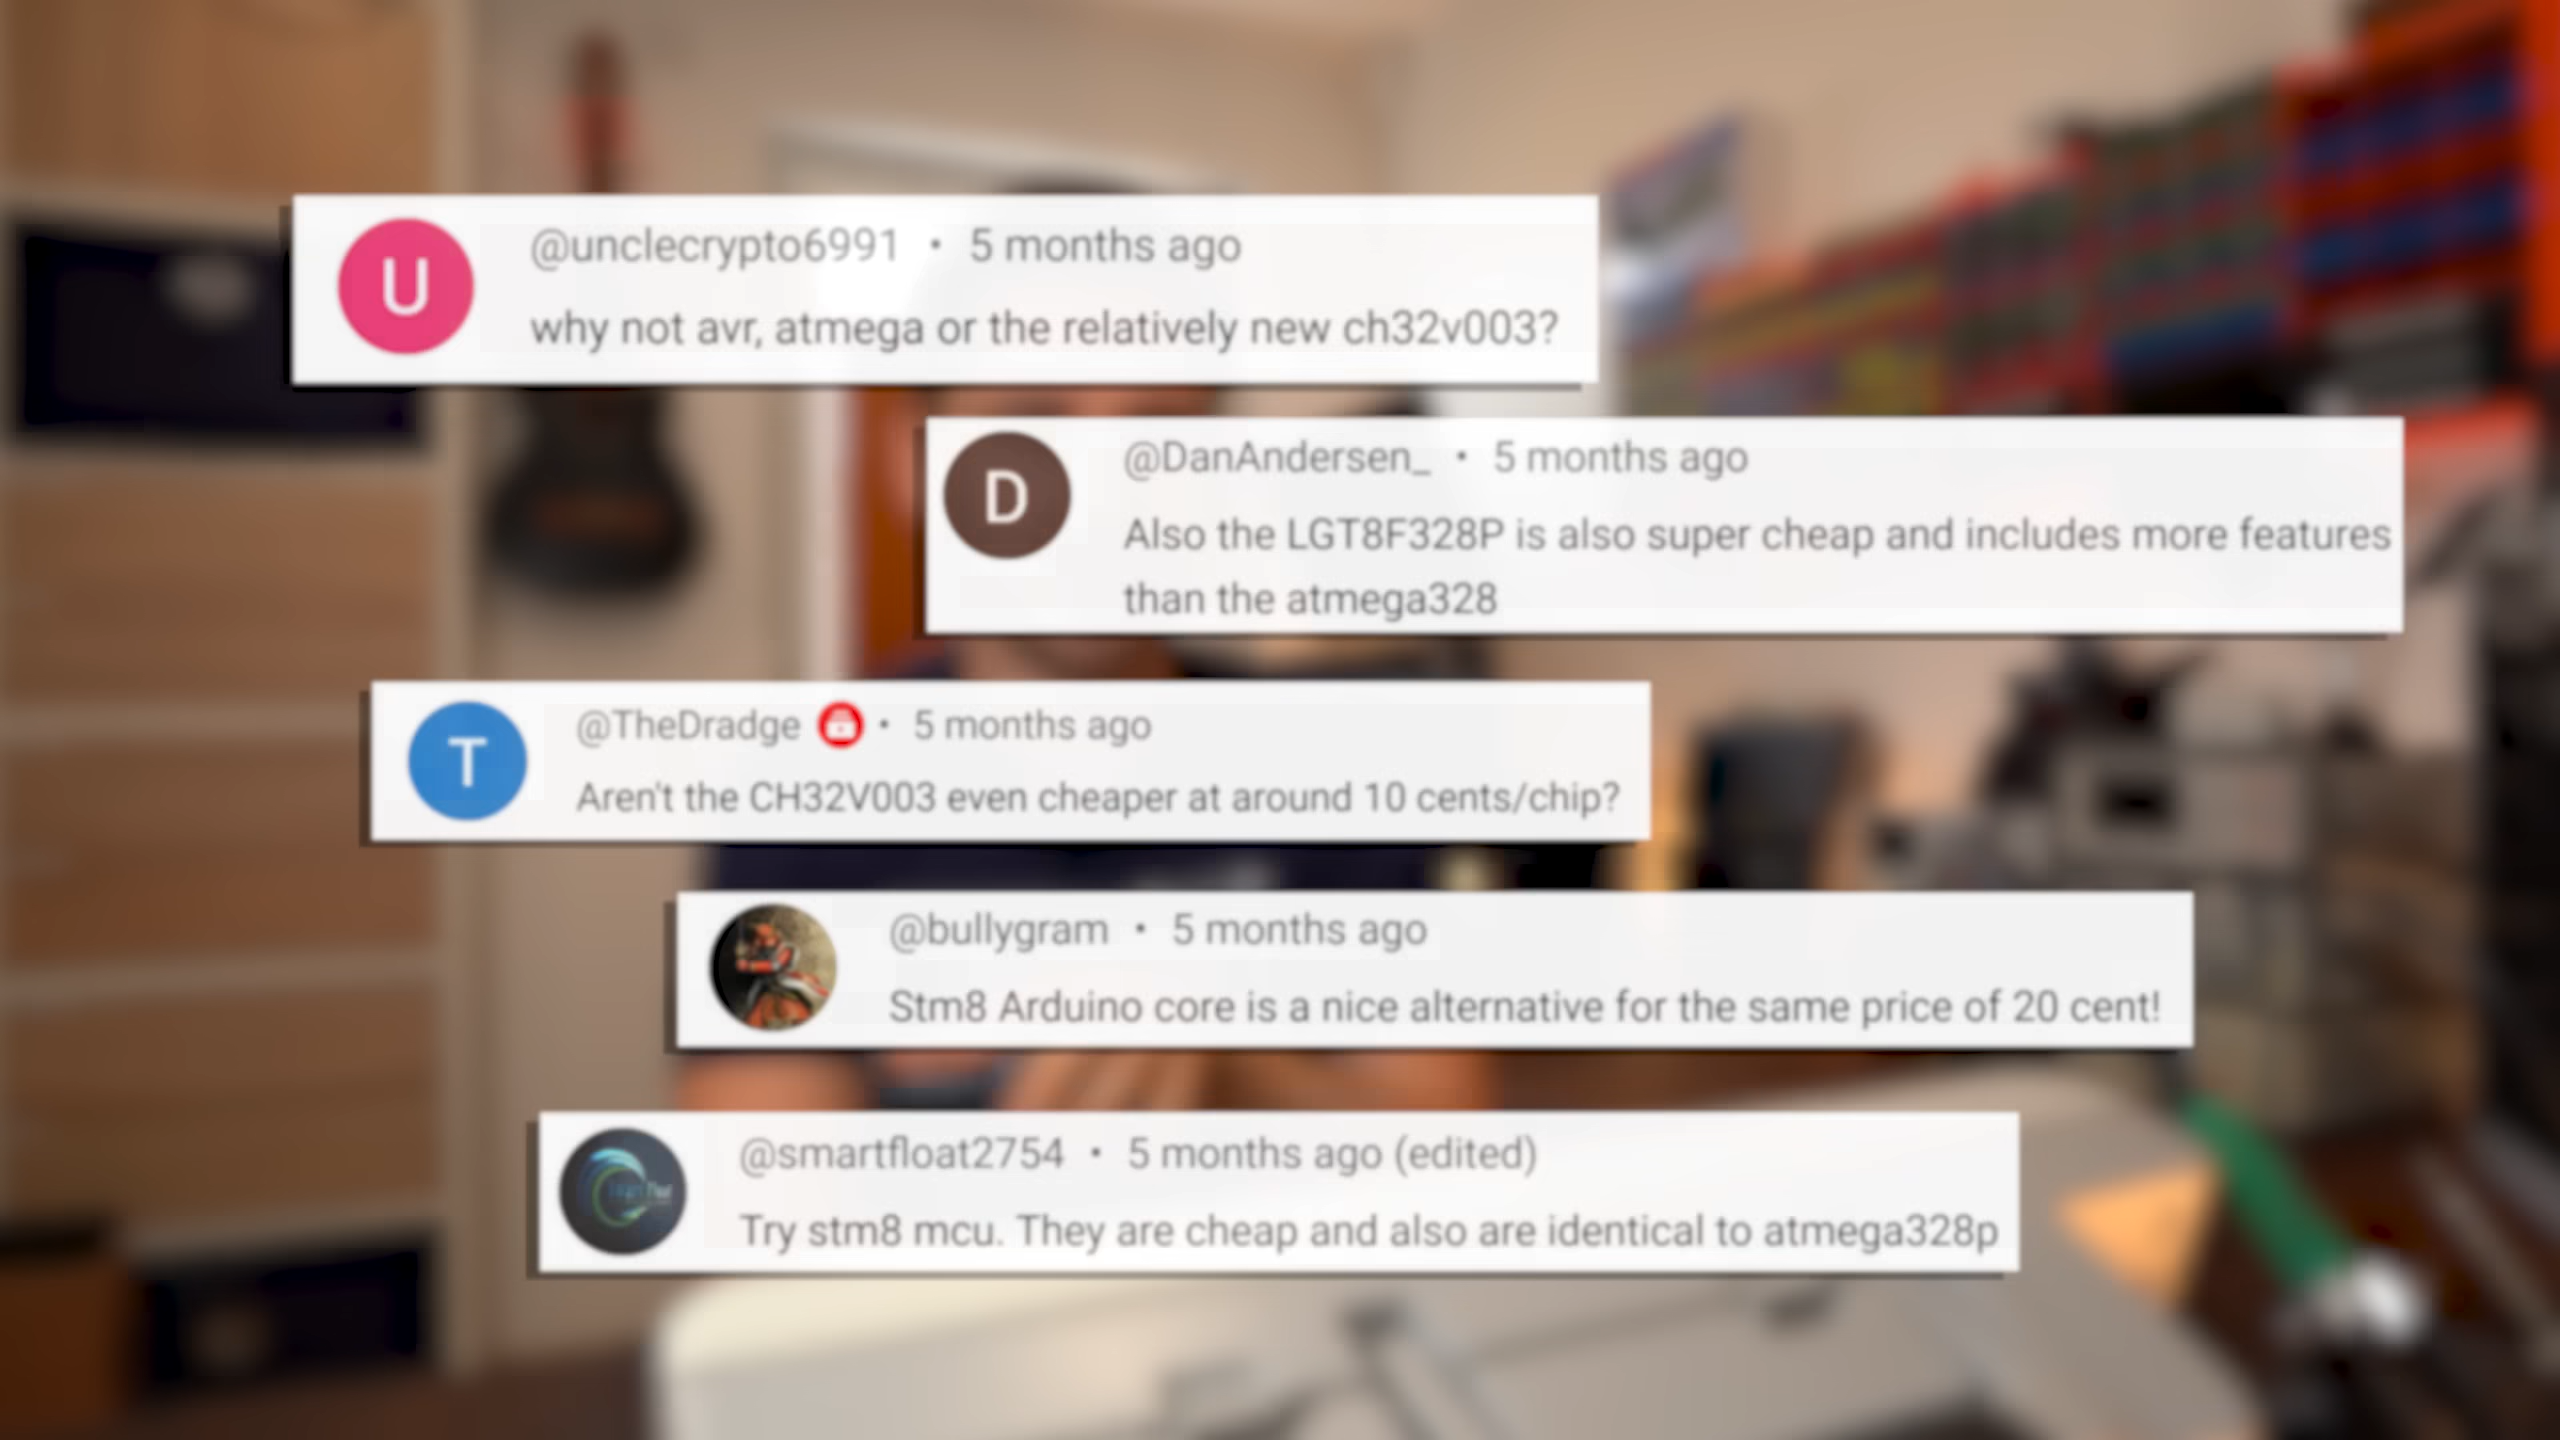 U
@unclecrypto6991 • 5 months ago
why not avr, atmega or the relatively new ch32v003?
D
@DanAndersen_ • 5 months ago
Also the LGT8F328P is also super cheap and includes more features
than the atmega328
T
@TheDradge • 5 months ago
Aren't the CH32V003 even cheaper at around 10 cents/chip?
@bullygram • 5 months ago
Stm8 Arduino core is a nice alternative for the same price of 20 cent!
@smartfloat2754 • 5 months ago (edited)
Try stm8 mcu. They are cheap and also are identical to atmega328p